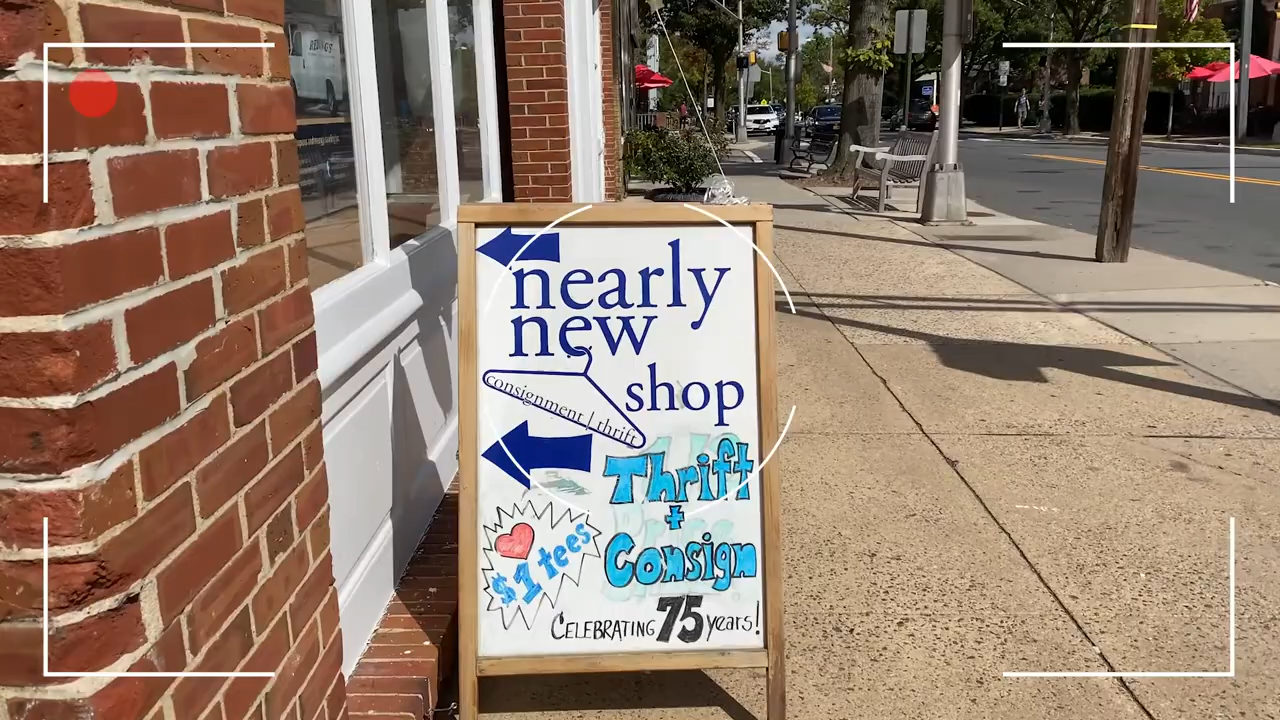 nearly
new
shop
consignment | thrift
Thrift
+
Consign
$1 tees
CELEBRATING 75 years!